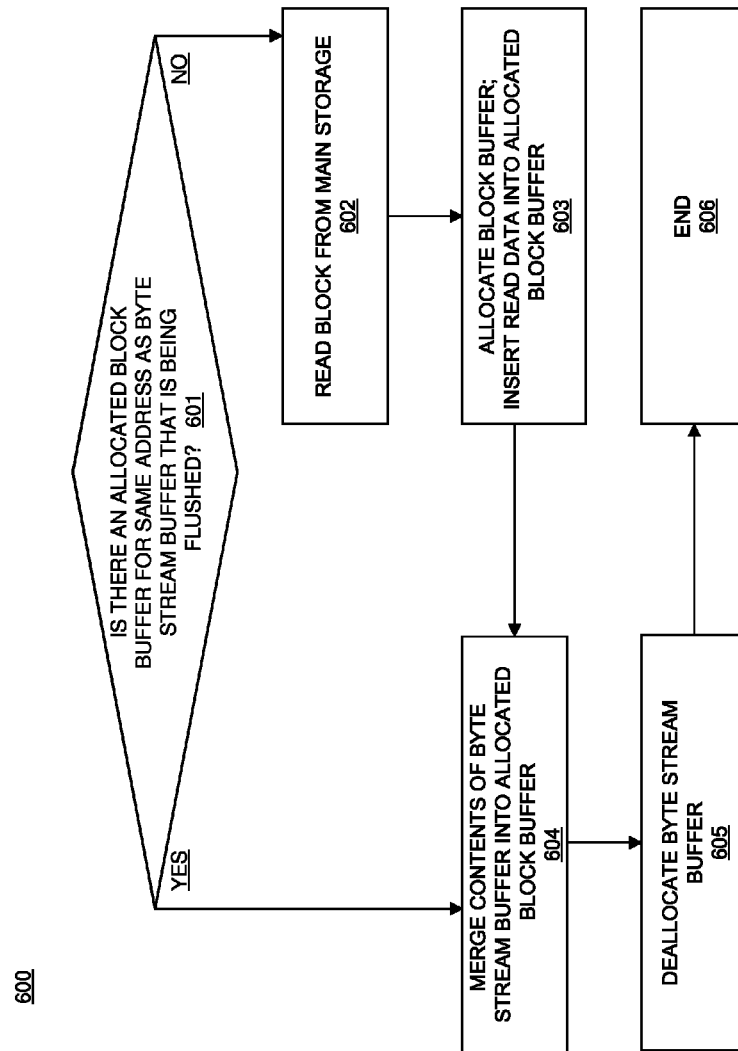 600
IS THERE AN ALLOCATED BLOCK
BUFFER FOR SAME ADDRESS AS BYTE
STREAM BUFFER THAT IS BEING
FLUSHED? 601
YES
NO
READ BLOCK FROM MAIN STORAGE
602
ALLOCATE BLOCK BUFFER;
INSERT READ DATA INTO ALLOCATED
BLOCK BUFFER
603
MERGE CONTENTS OF BYTE
STREAM BUFFER INTO ALLOCATED
BLOCK BUFFER
604
DEALLOCATE BYTE STREAM
BUFFER
605
END
606